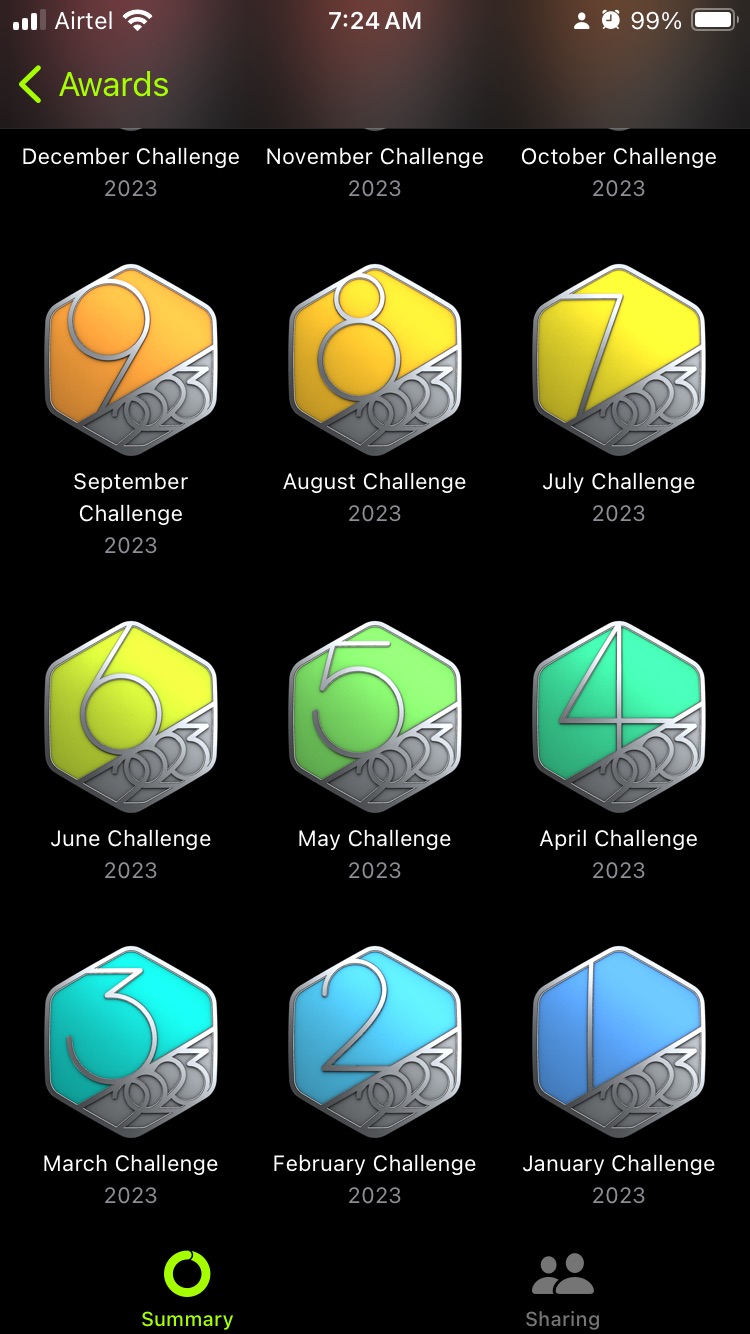 Airtel 7:24 AM 99%
Awards
December Challenge November Challenge October Challenge
2023 2023 2023
9 8 7
2023 2023 2023
September August Challenge July Challenge
Challenge 2023 2023
2023
6 5 4
2023 2023 2023
June Challenge May Challenge April Challenge
2023 2023 2023
3 2 1
2023 2023 2023
March Challenge February Challenge January Challenge
2023 2023 2023
Summary Sharing